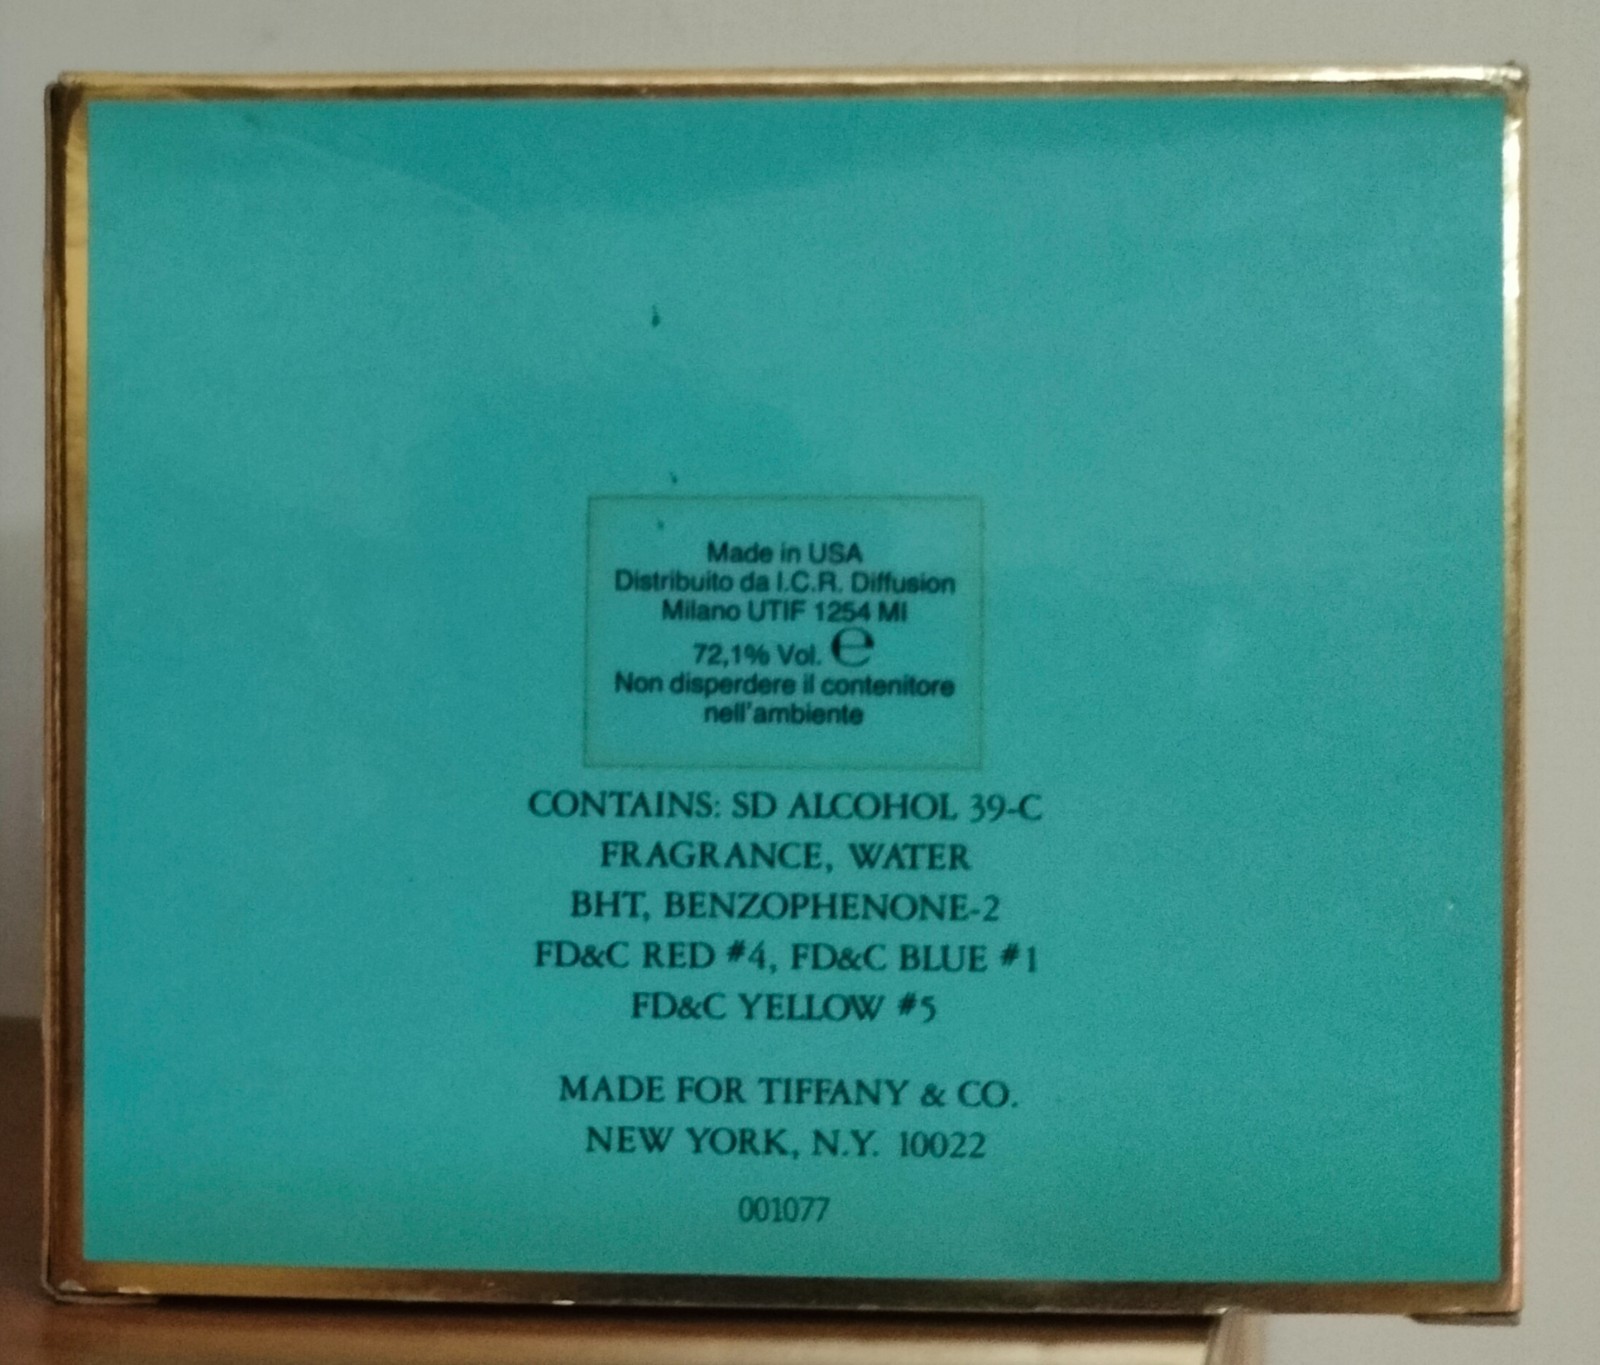 Made in USA
Distribuito da I.C.R. Diffusion
Milano UTIF 1254 MI
72,1% Vol. ℮
Non disperdere il contenitore
nell'ambiente
CONTAINS: SD ALCOHOL 39-C
FRAGRANCE, WATER
BHT, BENZOPHENONE-2
FD&C RED #4, FD&C BLUE #1
FD&C YELLOW #5
MADE FOR TIFFANY & CO.
NEW YORK, N.Y. 10022
001077